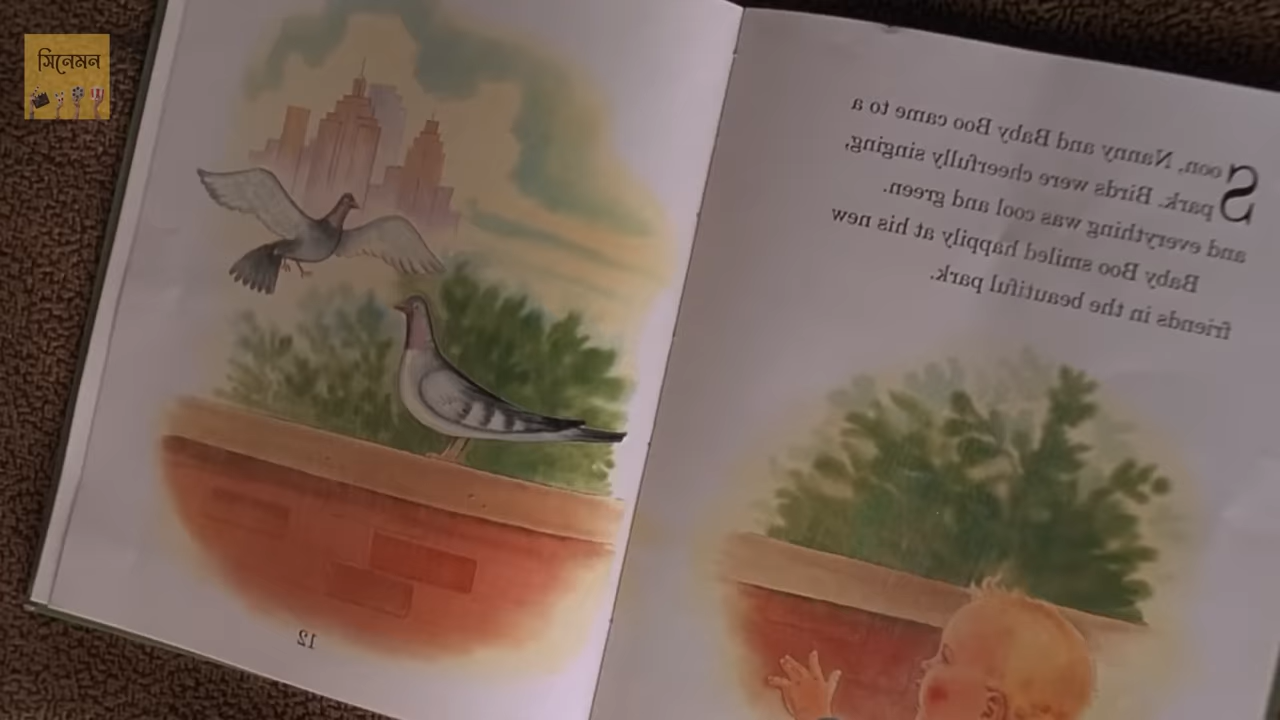 সিনেমন
Soon, Nanny and Baby Boo came to a
park. Birds were cheerfully singing,
and everything was cool and green.
Baby Boo smiled happily at his new
friends in the beautiful park.
12